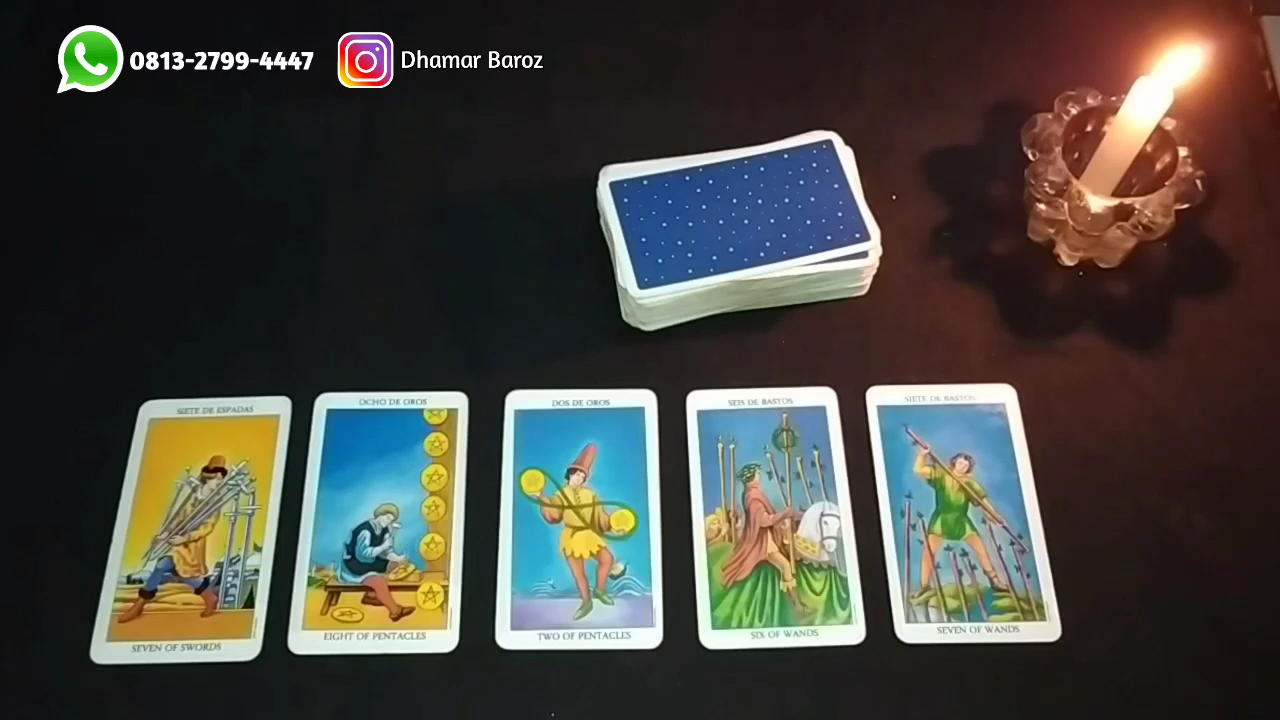 0813-2799-4447
Dhamar Baroz
SIETE DE ESPADAS
SEVEN OF SWORDS
OCHO DE OROS
EIGHT OF PENTACLES
DOS DE OROS
TWO OF PENTACLES
SEIS DE BASTOS
SIX OF WANDS
SIETE DE BASTOS
SEVEN OF WANDS